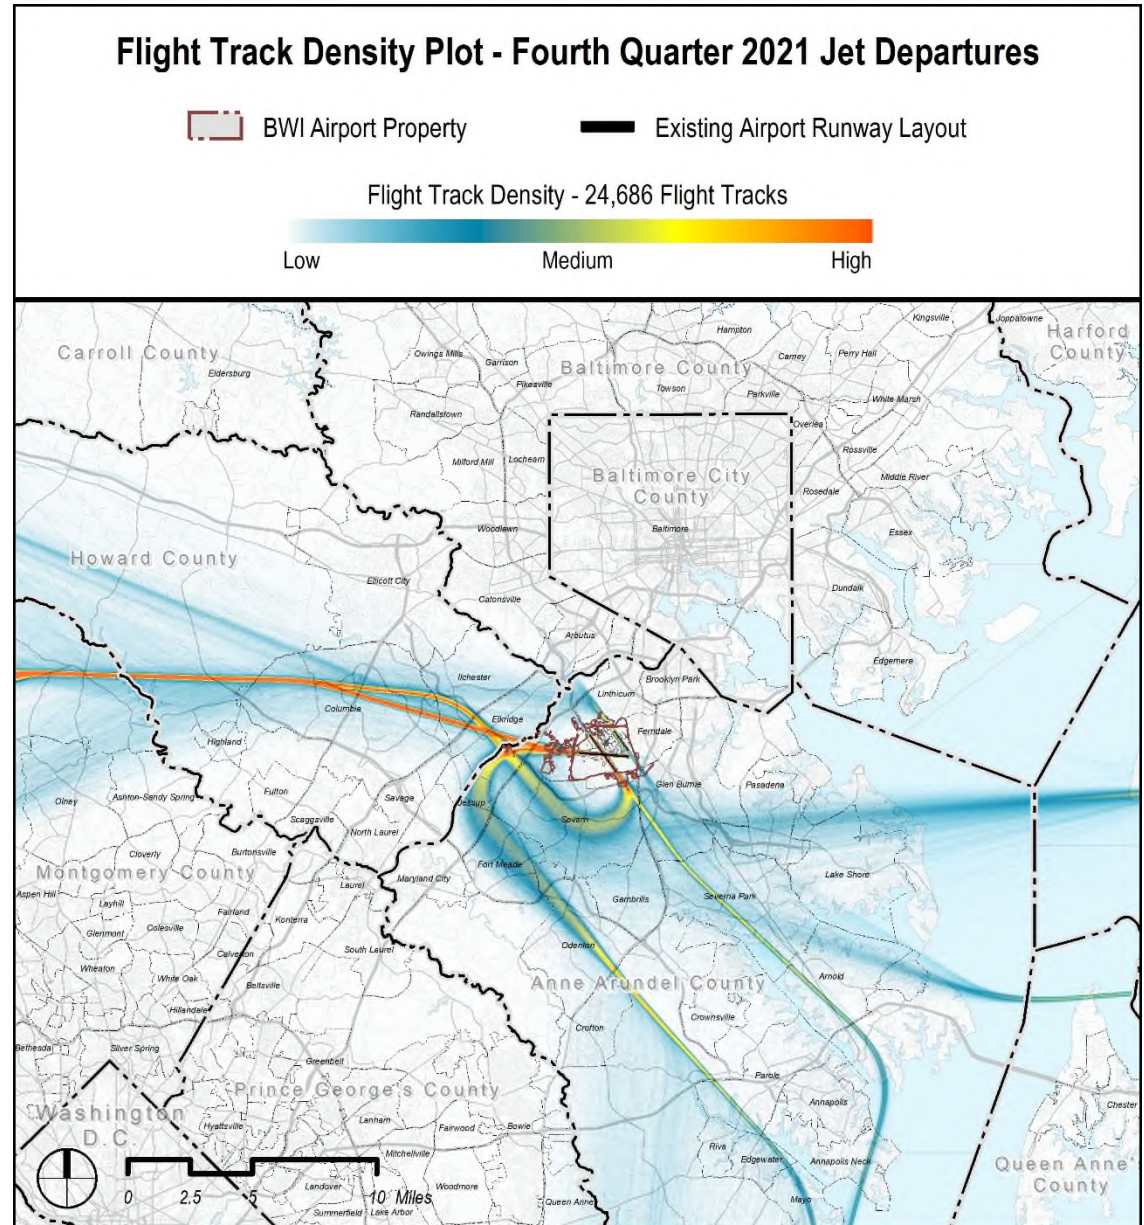 Flight Track Density Plot - Fourth Quarter 2021 Jet Departures
BWI Airport Property
Existing Airport Runway Layout
Flight Track Density - 24,686 Flight Tracks
Low
Medium
High
Kingsville
Joppatowne
Hampton
Harford
County
Carroll County
Owings Mills
Garrison
Carney
Perry Hall
Eldersburg
Baltimore County
Pikesville
Towson
Parkville
White Marsh
Randallstown
Overlea
Rossville
Milford Mill
Lochearn
Baltimore City
County
Middle River
Rosedale
Woodlawn
Baltimore
Essex
Howard County
Ellicott City
Dundalk
Catonsville
Arbutus
Edgemere
Ilchester
Brooklyn Park
Linthicum
Columbia
Elkridge
Ferndale
Highland
Glen Burnie
Pasadena
Olney
Ashton-Sandy Spring
Fulton
Savage
Jessup
Severn
Scaggsville
North Laurel
Cloverly
Burtonsville
Fort Meade
Lake Shore
Montgomery County
Maryland City
Laurel
Aspen Hill
Layhill
Fairland
Konterra
Gambrills
Severna Park
Glenmont
Colesville
Calverton
South Laurel
Odenton
Wheaton
White Oak
Beltsville
Arnold
Anne Arundel County
Hillandale
Crofton
Crownsville
Bethesda
Silver Spring
Greenbelt
Parole
Prince George's County
Annapolis
Chester
Washington
D.C.
Hyattsville
Lanham
Fairwood
Bowie
Mitchellville
Riva
Edgewater
Annapolis Neck
Queen Anne'
County
Landover
Woodmore
Queen Anne
Mayo
Summerfield
Lake Arbor
0
2.5
5
10 Miles